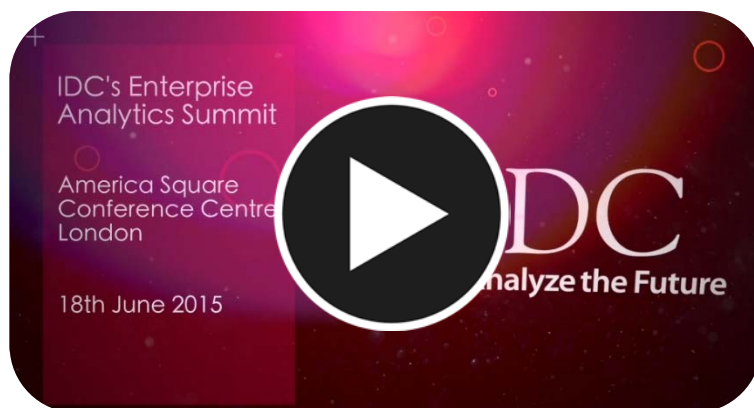 IDC's Enterprise
Analytics Summit
America Square
Conference Centre
London
18th June 2015
DC
nalyze the Future